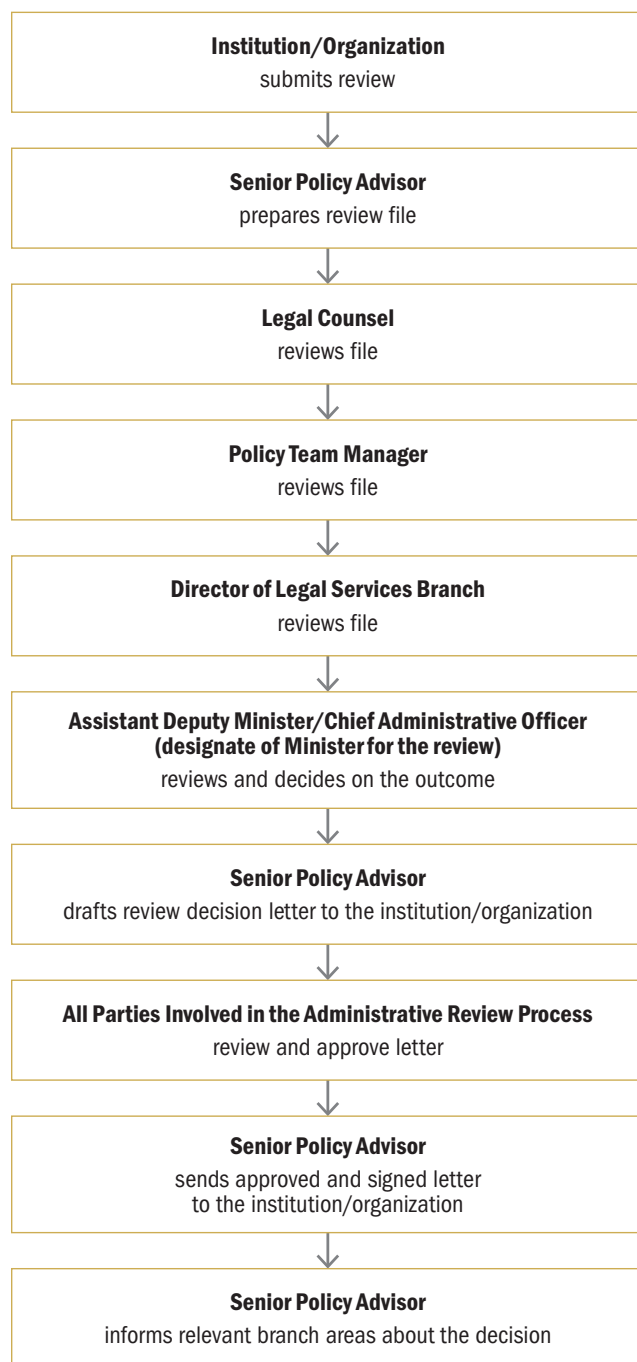 Institution/Organization
submits review
Senior Policy Advisor
prepares review file
Legal Counsel
reviews file
Policy Team Manager
reviews file
Director of Legal Services Branch
reviews file
Assistant Deputy Minister/Chief Administrative Officer
(designate of Minister for the review)
reviews and decides on the outcome
Senior Policy Advisor
drafts review decision letter to the institution/organization
All Parties Involved in the Administrative Review Process
review and approve letter
Senior Policy Advisor
sends approved and signed letter
to the institution/organization
Senior Policy Advisor
informs relevant branch areas about the decision